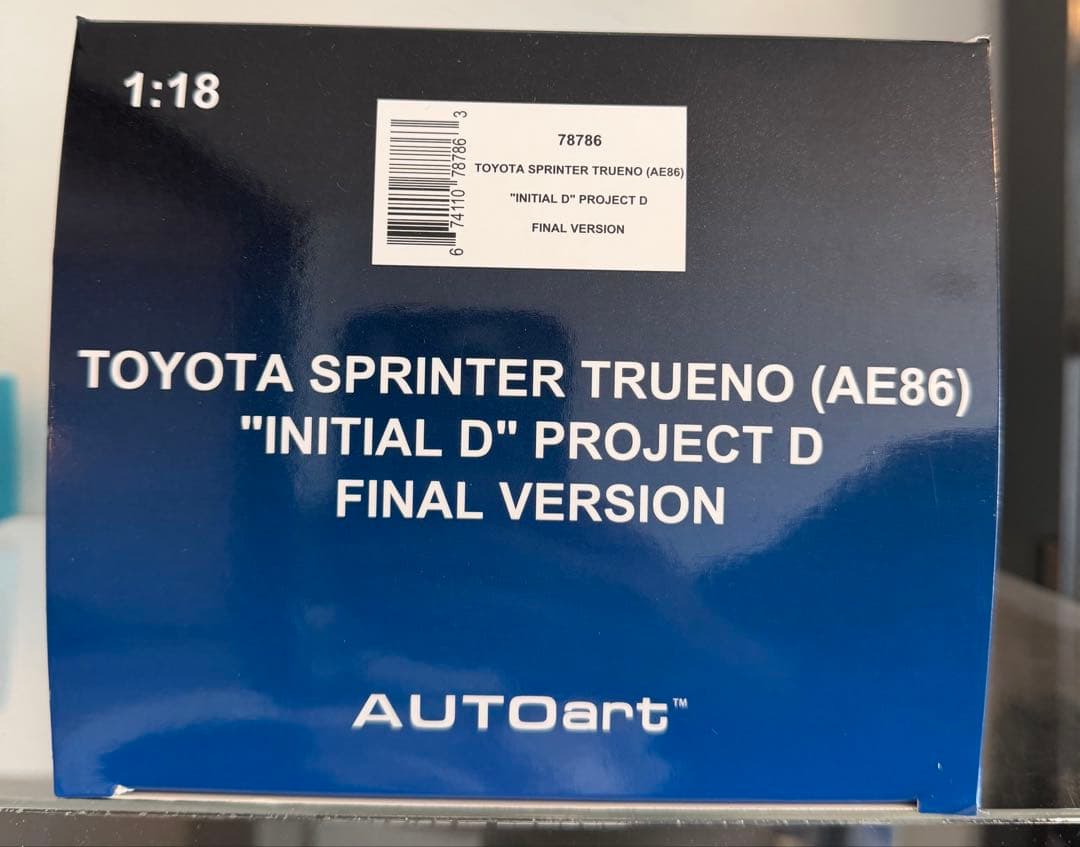 1:18
6 74110 78786 3
78786
TOYOTA SPRINTER TRUENO (AE86)
"INITIAL D" PROJECT D
FINAL VERSION
TOYOTA SPRINTER TRUENO (AE86)
"INITIAL D" PROJECT D
FINAL VERSION
AUTOart™